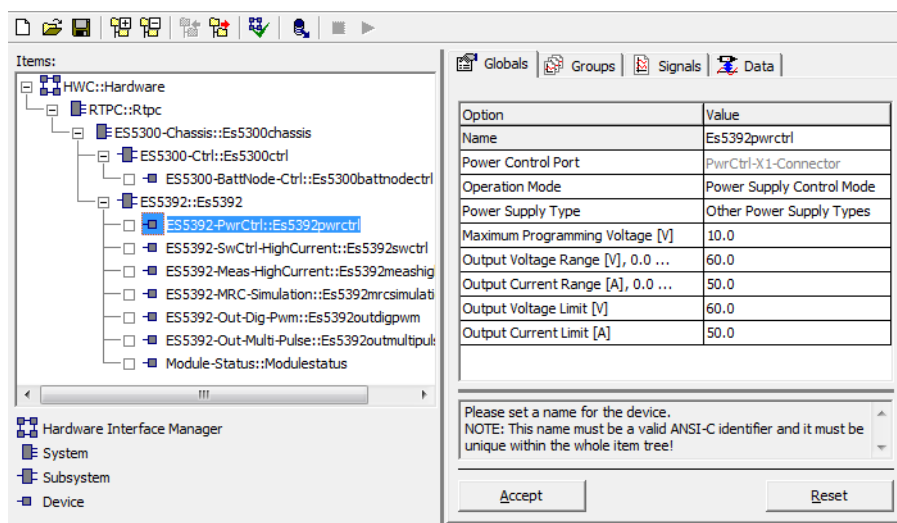 Items:
HWC::Hardware
RTPC::Rtpc
ES5300-Chassis::Es5300chassis
ES5300-Ctrl::Es5300ctrl
ES5300-BattNode-Ctrl::Es5300battnodectrl
ES5392::Es5392
ES5392-PwrCtrl::Es5392pwrctrl
ES5392-SwCtrl-HighCurrent::Es5392swctrl
ES5392-Meas-HighCurrent::Es5392meashig
ES5392-MRC-Simulation::Es5392mrcsimulati
ES5392-Out-Dig-Pwm::Es5392outdigpwm
ES5392-Out-Multi-Pulse::Es5392outmultipuls
Module-Status::Modulestatus
Hardware Interface Manager
System
Subsystem
Device
Globals Groups Signals Data
Option Value
Name Es5392pwrctrl
Power Control Port PwrCtrl-X1-Connector
Operation Mode Power Supply Control Mode
Power Supply Type Other Power Supply Types
Maximum Programming Voltage [V] 10.0
Output Voltage Range [V], 0.0 ... 60.0
Output Current Range [A], 0.0 ... 50.0
Output Voltage Limit [V] 60.0
Output Current Limit [A] 50.0
Please set a name for the device.
NOTE: This name must be a valid ANSI-C identifier and it must be
unique within the whole item tree!
Accept Reset